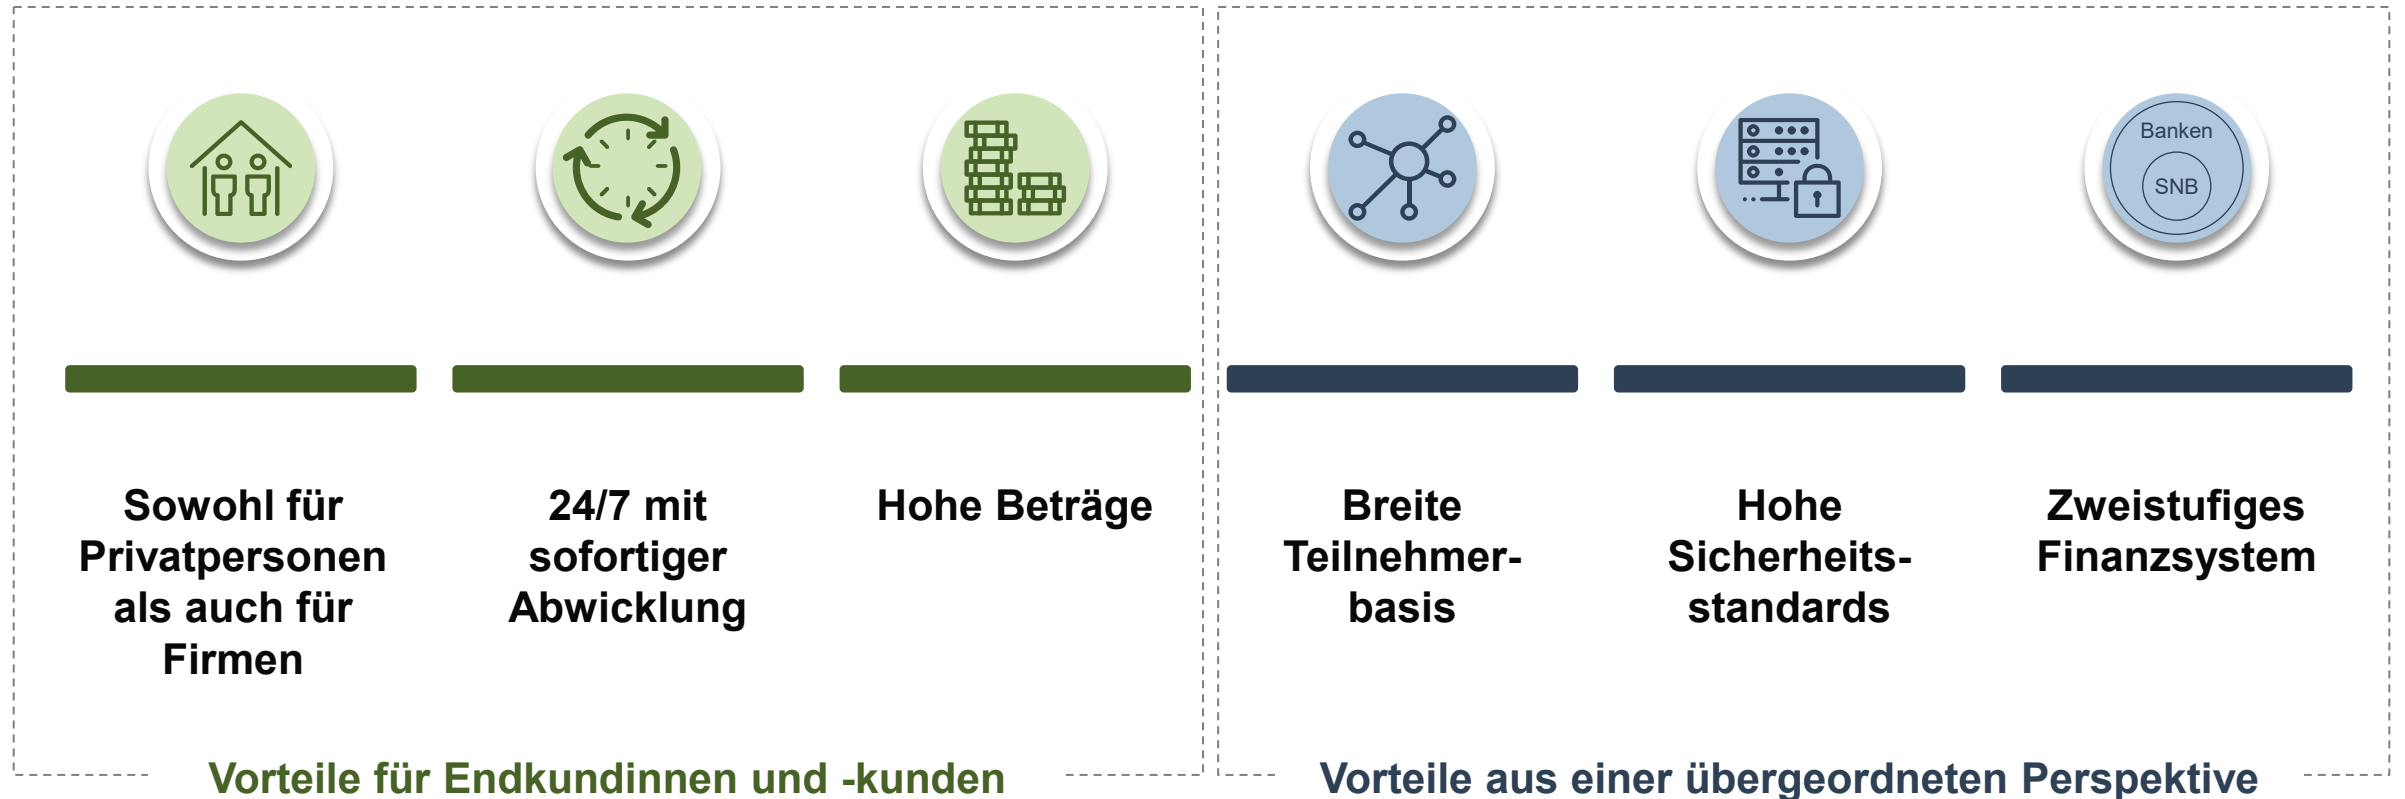 Banken
SNB
Sowohl für
Privatpersonen
als auch für
Firmen
24/7 mit
sofortiger
Abwicklung
Hohe Beträge
Breite
Teilnehmer-
basis
Hohe
Sicherheits-
standards
Zweistufiges
Finanzsystem
Vorteile für Endkundinnen und -kunden
Vorteile aus einer übergeordneten Perspektive